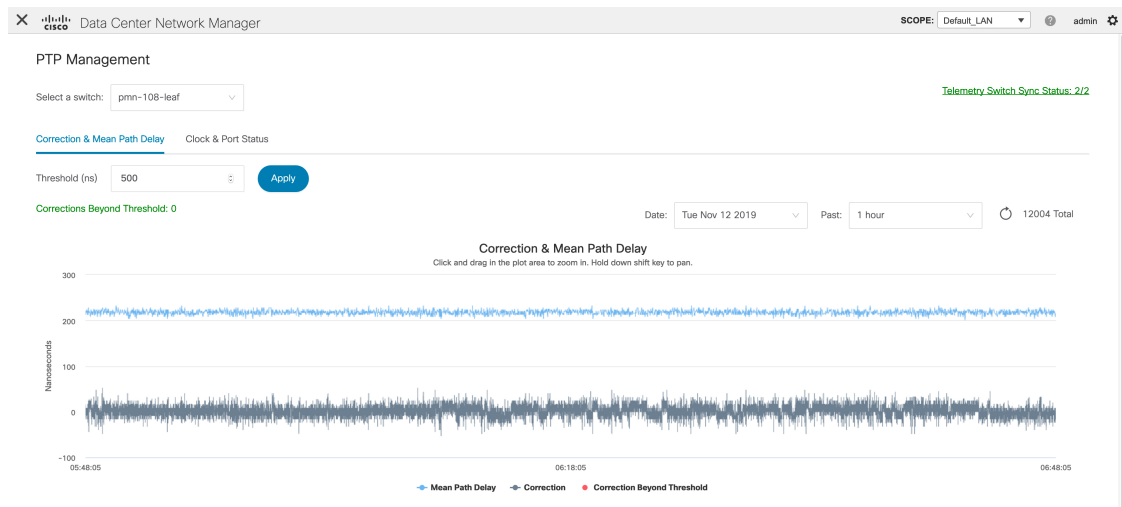 CISCO Data Center Network Manager SCOPE: Default_LAN ? admin
PTP Management
Select a switch: pmn-108-leaf Telemetry Switch Sync Status: 2/2
Correction & Mean Path Delay Clock & Port Status
Threshold (ns) 500 Apply
Corrections Beyond Threshold: 0 Date: Tue Nov 12 2019 Past: 1 hour 12004 Total
Correction & Mean Path Delay
Click and drag in the plot area to zoom in. Hold down shift key to pan.
300
200
Nanoseconds
100
0
-100
05:48:05 06:18:05 06:48:05
Mean Path Delay Correction Correction Beyond Threshold